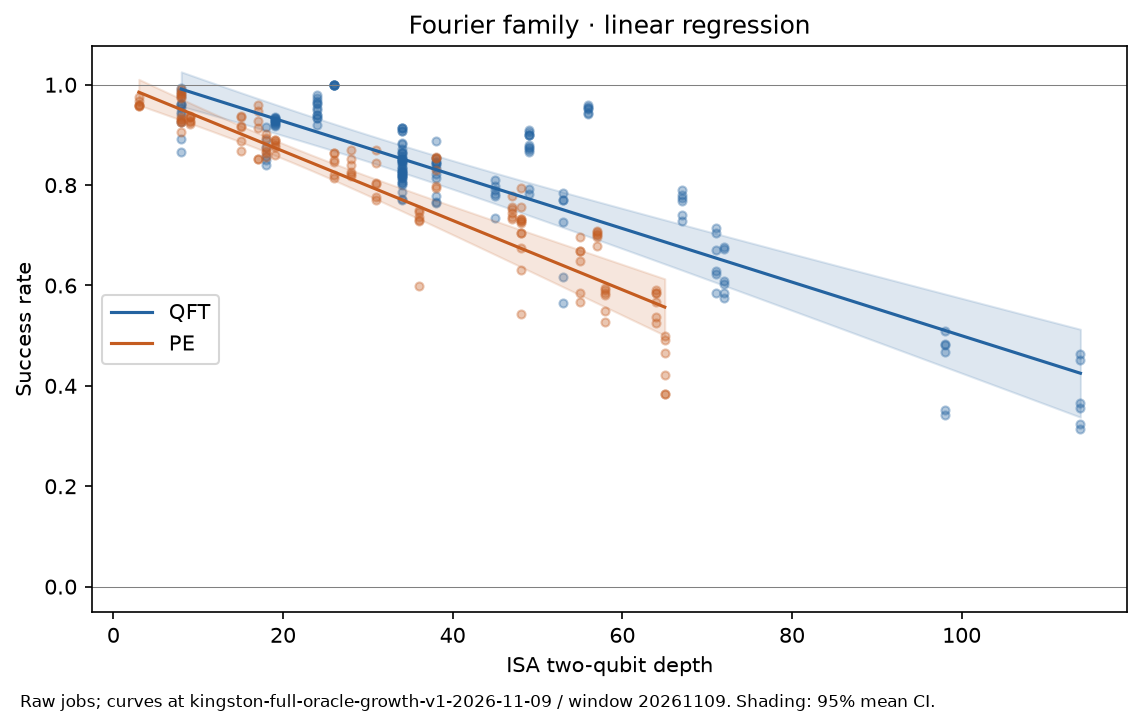 Fourier family · linear regression
Success rate
1.0
0.8
0.6
0.4
0.2
0.0
QFT
PE
0 20 40 60 80 100
ISA two-qubit depth
Raw jobs; curves at kingston-full-oracle-growth-v1-2026-11-09 / window 20261109. Shading: 95% mean CI.